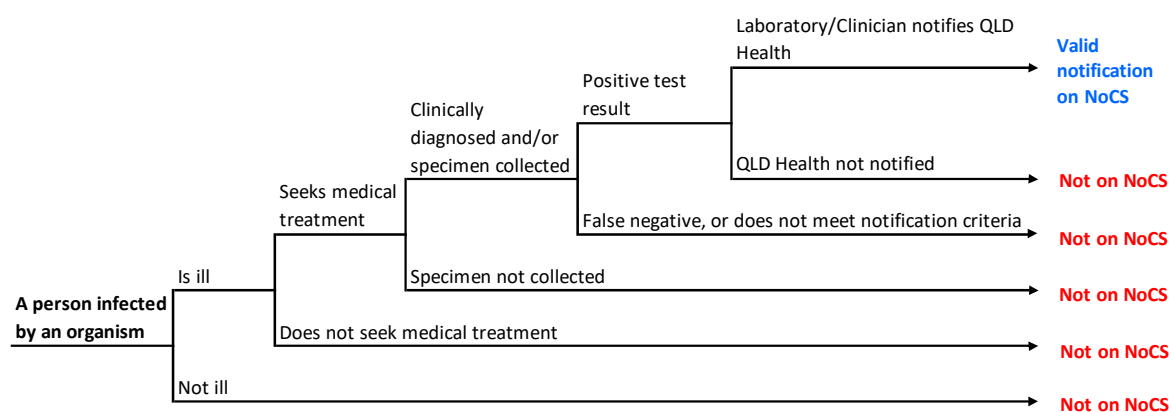 Laboratory/Clinician notifies QLD
Health
Valid
notification
on NoCS
Positive test
result
Clinically
diagnosed and/or
specimen collected
QLD Health not notified
Not on NoCS
Seeks medical
treatment
False negative, or does not meet notification criteria
Not on NoCS
Is ill
Specimen not collected
Not on NoCS
A person infected
by an organism
Does not seek medical treatment
Not on NoCS
Not ill
Not on NoCS